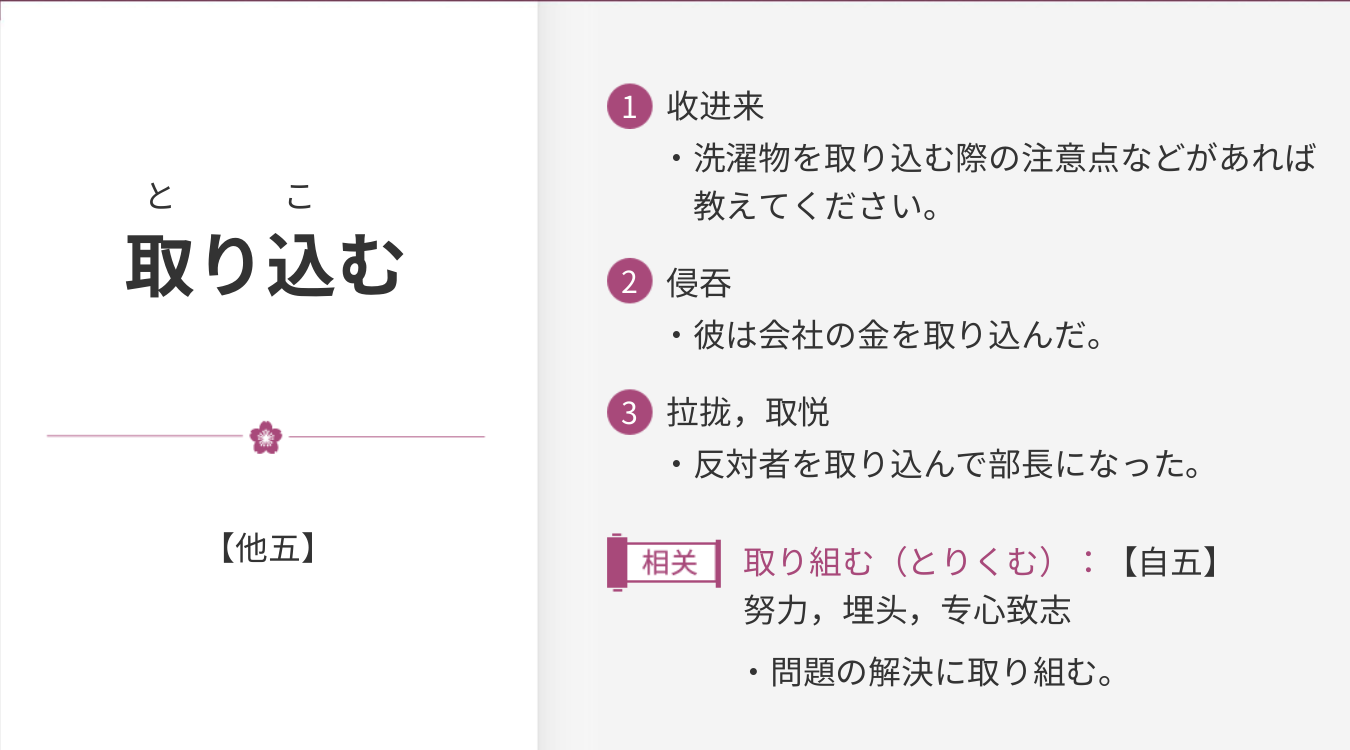 と こ
取り込む
【他五】
1 收进来
・洗濯物を取り込む際の注意点などがあれば
教えてください。
2 侵吞
・彼は会社の金を取り込んだ。
3 拉拢，取悦
・反対者を取り込んで部長になった。
相关 取り組む（とりくむ）：【自五】
努力，埋头，专心致志
・問題の解決に取り組む。